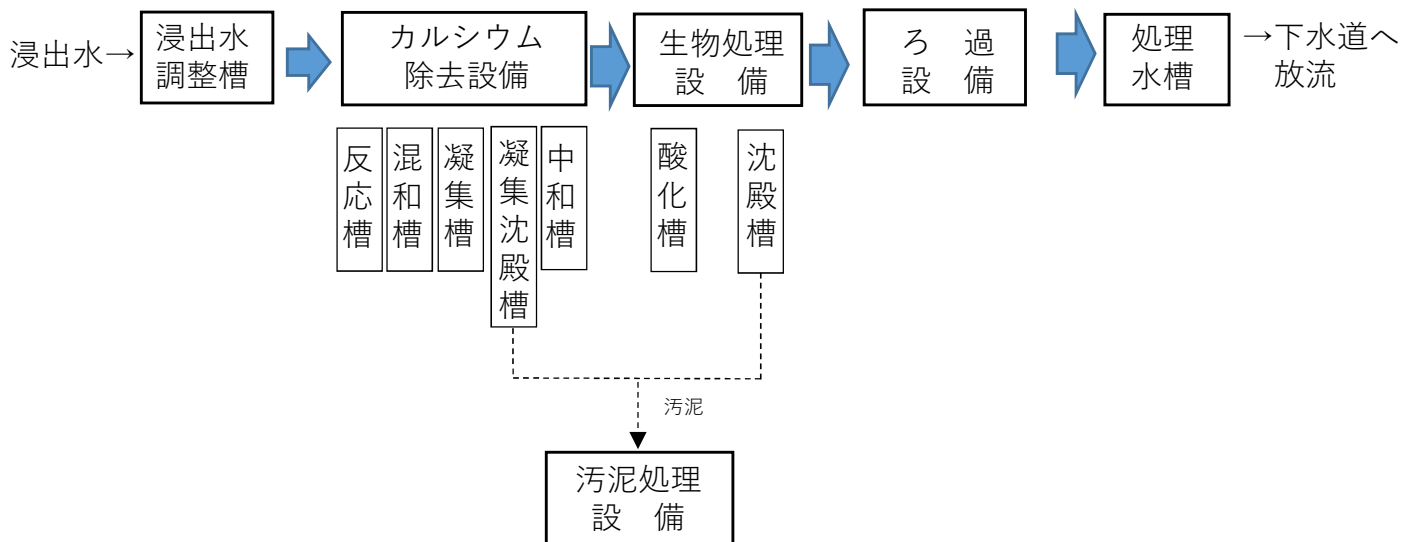 浸出水→
浸出水
調整槽
カルシウム
除去設備
生物処理
設　備
ろ　過
設　備
処理
水槽
→下水道へ
放流
反応槽
混和槽
凝集槽
凝集沈殿槽
中和槽
酸化槽
沈殿槽
汚泥
汚泥処理
設　備